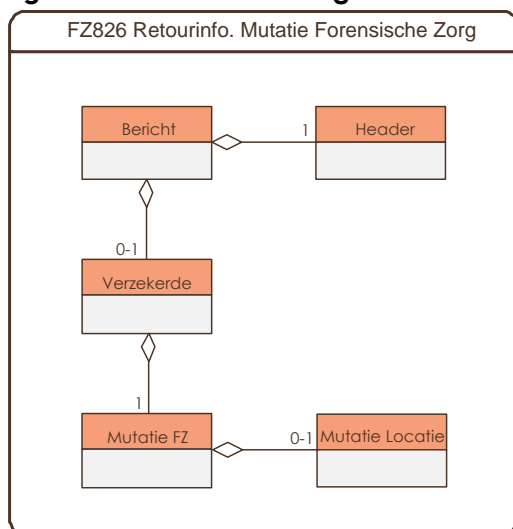 FZ826 Retourinfo. Mutatie Forensische Zorg
Bericht
1
Header
0-1
Verzekerde
1
Mutatie FZ
0-1
Mutatie Locatie